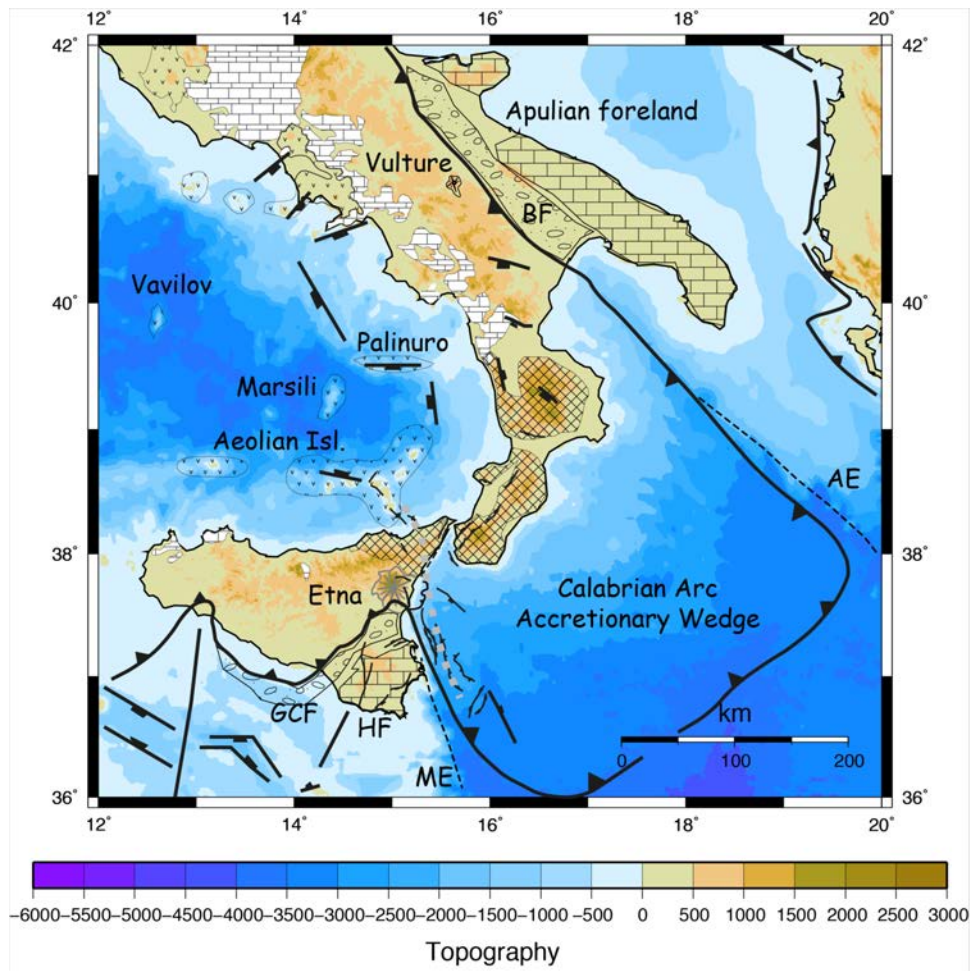 12° 14° 16° 18° 20°
42° 42°
Apulian foreland
Vulture
BF
Vavilov
40° 40°
Palinuro
Marsili
Aeolian Isl.
AE
38° 38°
Etna
Calabrian Arc
Accretionary Wedge
GCF
HF
km
0 100 200
ME
36° 36°
12° 14° 16° 18° 20°
−6000−5500−5000−4500−4000−3500−3000−2500−2000−1500−1000−500 0 500 1000 1500 2000 2500 3000
Topography